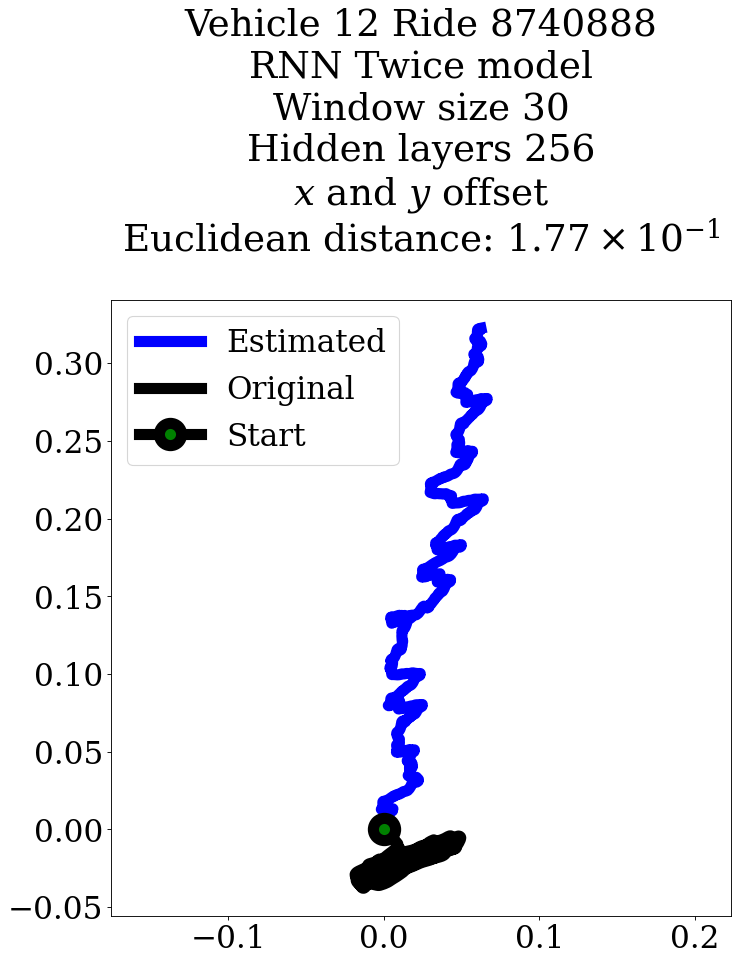 Vehicle 12 Ride 8740888
RNN Twice model
Window size 30
Hidden layers 256
x and y offset
Euclidean distance: 1.77 × 10⁻¹
Estimated
Original
Start
0.30
0.25
0.20
0.15
0.10
0.05
0.00
−0.05
−0.1
0.0
0.1
0.2